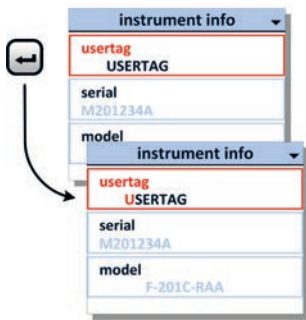 instrument info
usertag
USERTAG
serial
M201234A
model
instrument info
usertag
USERTAG
serial
M201234A
model
F-201C-RAA